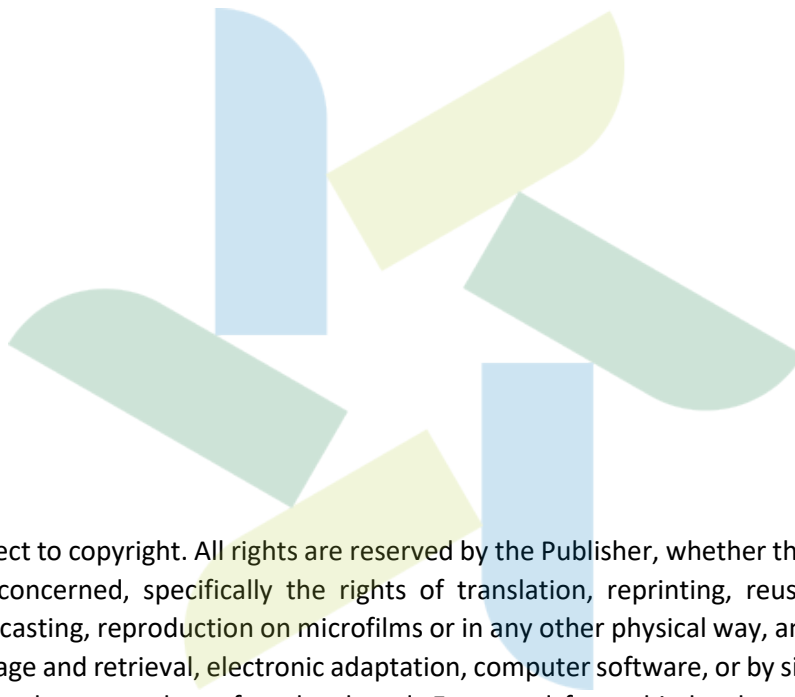 ect to copyright. All rights are reserved by the Publisher, whether th
concerned, specifically the rights of translation, reprinting, reus
casting, reproduction on microfilms or in any other physical way, an
age and retrieval, electronic adaptation, computer software, or by si